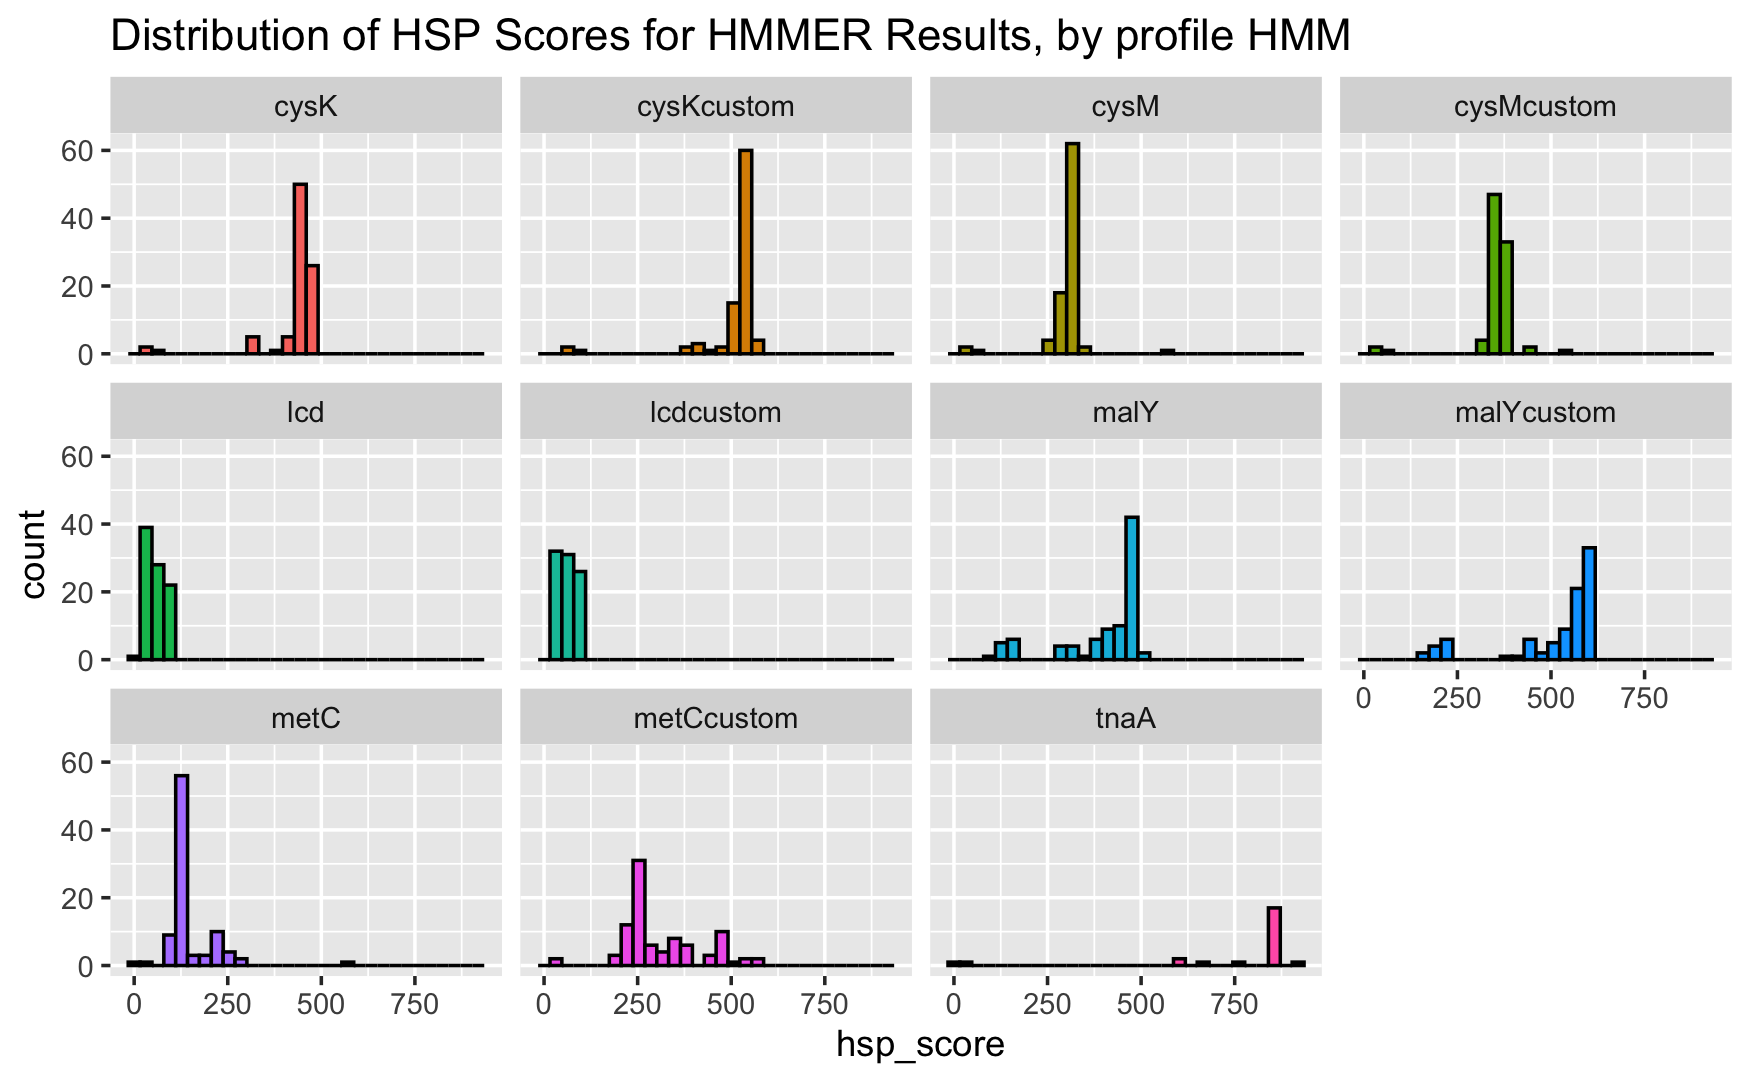 Distribution of HSP Scores for HMMER Results, by profile HMM
cysK cysKcustom cysM cysMcustom
60
40
20
0
lcd lcdcustom malY malYcustom
60
40
20
0
0 250 500 750
metC metCcustom tnaA
60
40
20
0
0 250 500 750 0 250 500 750 0 250 500 750
count
hsp_score